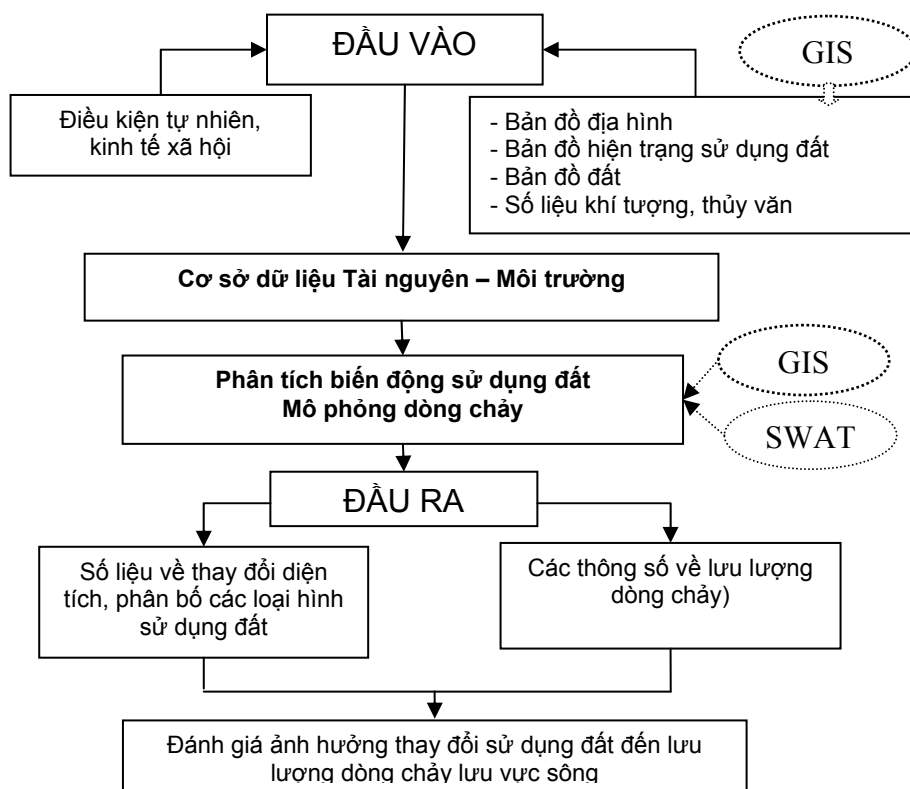 ĐẦU VÀO
GIS
Điều kiện tự nhiên,
kinh tế xã hội
- Bản đồ địa hình
- Bản đồ hiện trạng sử dụng đất
- Bản đồ đất
- Số liệu khí tượng, thủy văn
Cơ sở dữ liệu Tài nguyên – Môi trường
Phân tích biến động sử dụng đất
Mô phỏng dòng chảy
GIS
SWAT
ĐẦU RA
Số liệu về thay đổi diện
tích, phân bố các loại hình
sử dụng đất
Các thông số về lưu lượng
dòng chảy)
Đánh giá ảnh hưởng thay đổi sử dụng đất đến lưu
lượng dòng chảy lưu vực sông